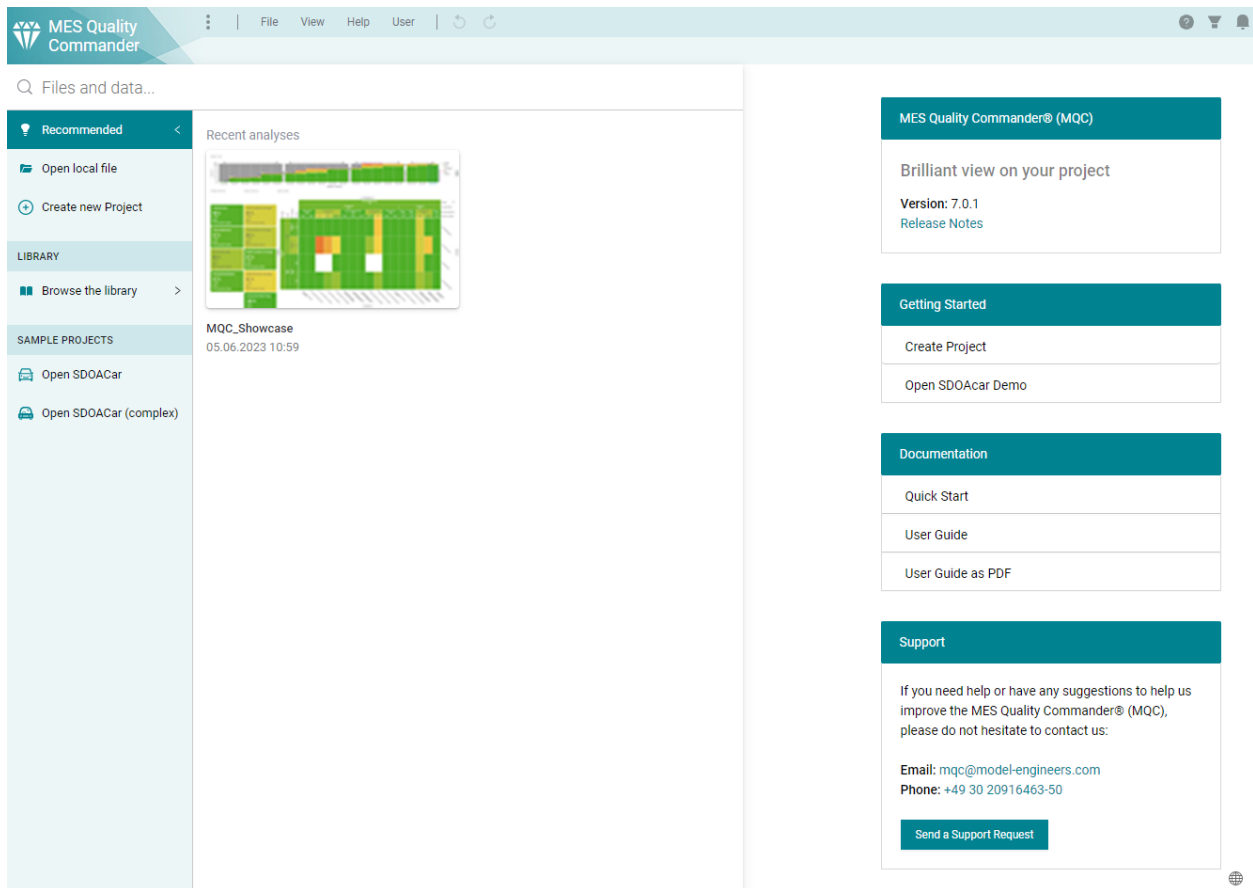 MES Quality
Commander
File View Help User
Files and data...
Recommended
Open local file
Create new Project
LIBRARY
Browse the library
SAMPLE PROJECTS
Open SDOACar
Open SDOACar (complex)
Recent analyses
MQC_Showcase
05.06.2023 10:59
MES Quality Commander® (MQC)
Brilliant view on your project
Version: 7.0.1
Release Notes
Getting Started
Create Project
Open SDOAcar Demo
Documentation
Quick Start
User Guide
User Guide as PDF
Support
If you need help or have any suggestions to help us
improve the MES Quality Commander® (MQC),
please do not hesitate to contact us:
Email: mqc@model-engineers.com
Phone: +49 30 20916463-50
Send a Support Request